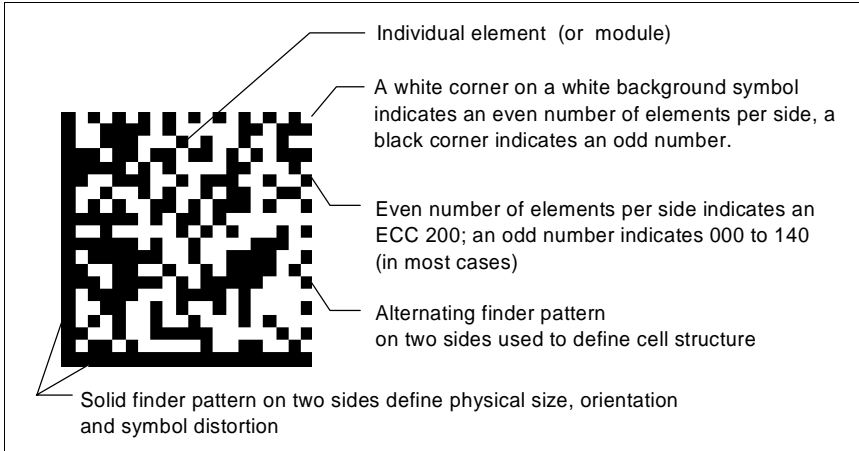 Individual element (or module)
A white corner on a white background symbol
indicates an even number of elements per side, a
black corner indicates an odd number.
Even number of elements per side indicates an
ECC 200; an odd number indicates 000 to 140
(in most cases)
Alternating finder pattern
on two sides used to define cell structure
Solid finder pattern on two sides define physical size, orientation
and symbol distortion